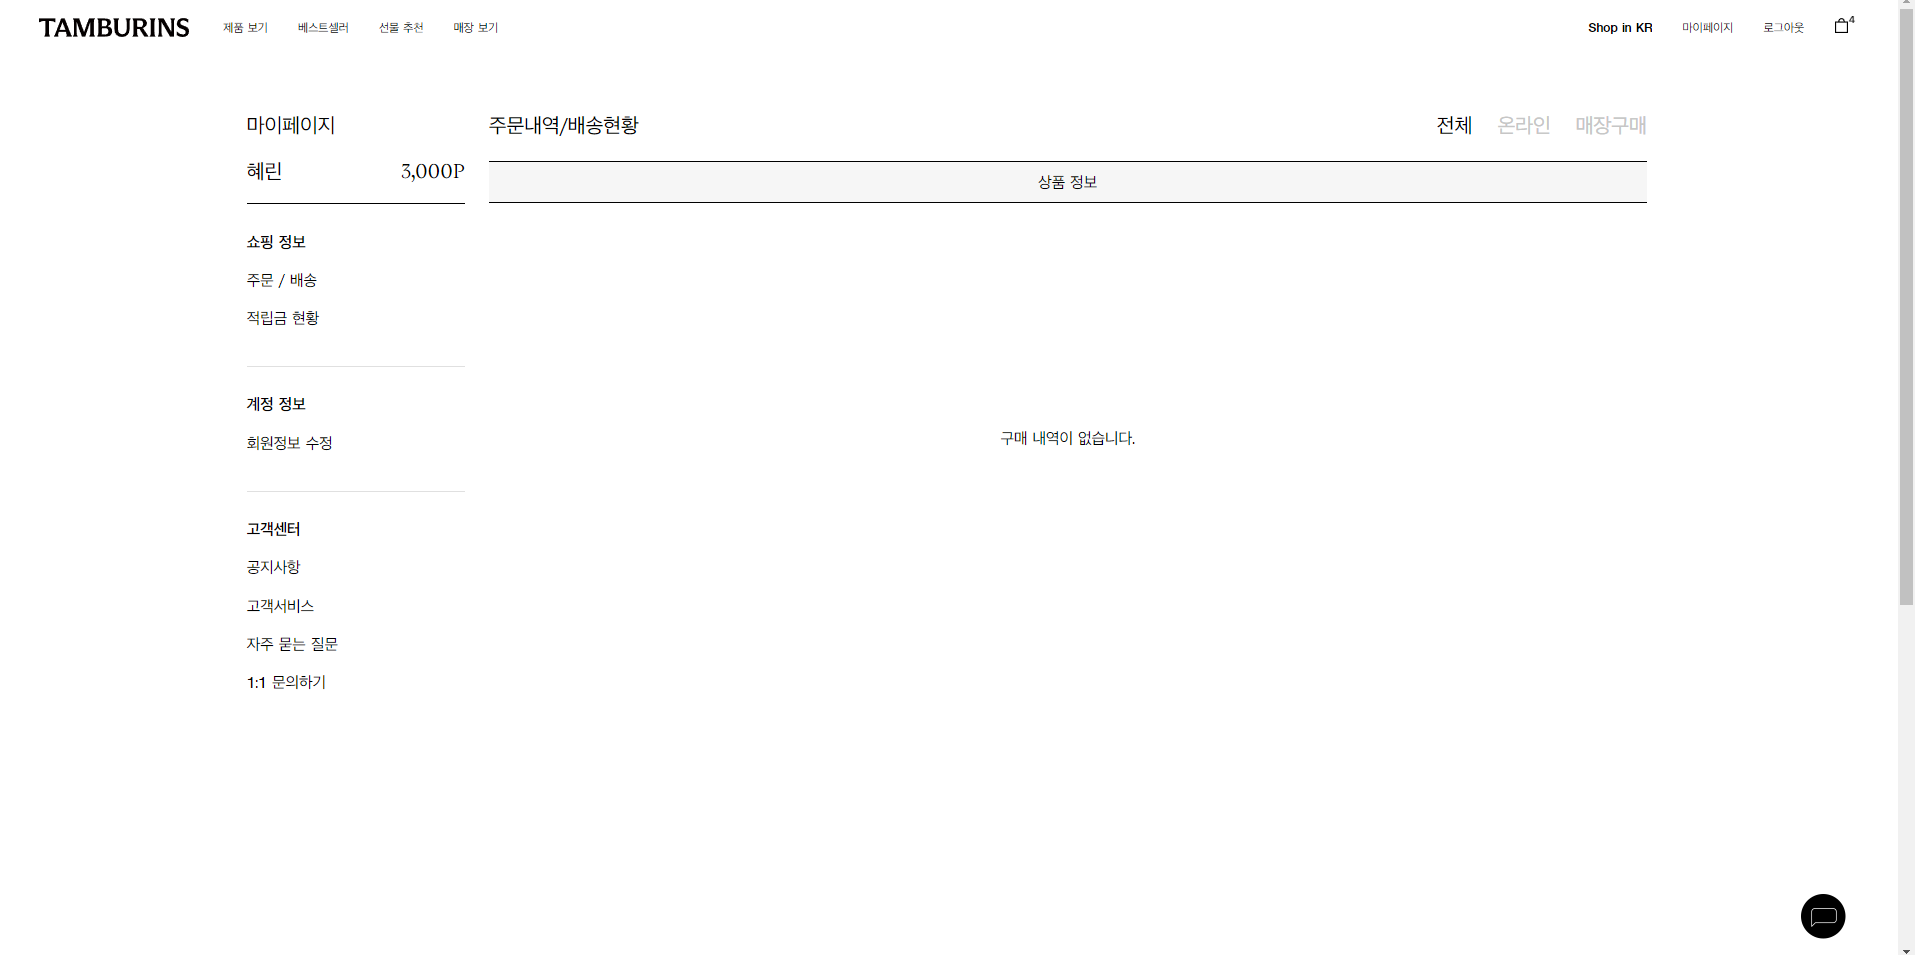 TAMBURINS 제품 보기 베스트셀러 선물 추천 매장 보기 Shop in KR 마이페이지 로그아웃 4
마이페이지
혜린 3,000P
쇼핑 정보
주문 / 배송
적립금 현황
계정 정보
회원정보 수정
고객센터
공지사항
고객서비스
자주 묻는 질문
1:1 문의하기
주문내역/배송현황 전체 온라인 매장구매
상품 정보
구매 내역이 없습니다.